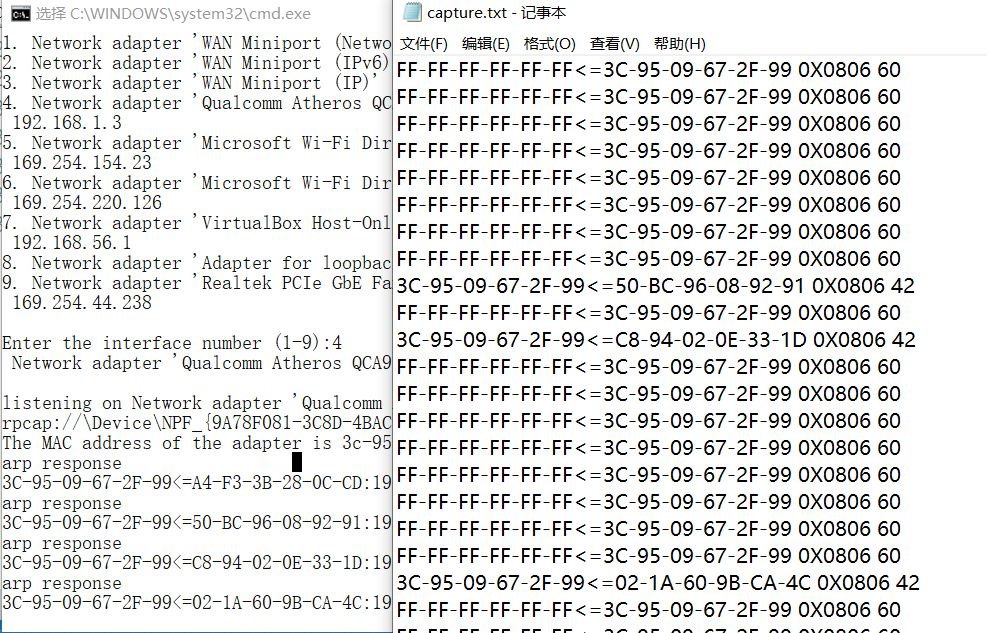 选择 C:\WINDOWS\system32\cmd.exe
1. Network adapter 'WAN Miniport (Netwo
2. Network adapter 'WAN Miniport (IPv6)
3. Network adapter 'WAN Miniport (IP)'
4. Network adapter 'Qualcomm Atheros QC
192.168.1.3
5. Network adapter 'Microsoft Wi-Fi Dir
169.254.154.23
6. Network adapter 'Microsoft Wi-Fi Dir
169.254.220.126
7. Network adapter 'VirtualBox Host-Onl
192.168.56.1
8. Network adapter 'Adapter for loopbac
9. Network adapter 'Realtek PCIe GbE Fa
169.254.44.238
Enter the interface number (1-9):4
Network adapter 'Qualcomm Atheros QCA9
listening on Network adapter 'Qualcomm
rpcap://\Device\NPF_{9A78F081-3C8D-4BAC
The MAC address of the adapter is 3c-95
arp response
3C-95-09-67-2F-99<=A4-F3-3B-28-0C-CD:19
arp response
3C-95-09-67-2F-99<=50-BC-96-08-92-91:19
arp response
3C-95-09-67-2F-99<=C8-94-02-0E-33-1D:19
arp response
3C-95-09-67-2F-99<=02-1A-60-9B-CA-4C:19
capture.txt - 记事本
文件(F) 编辑(E) 格式(O) 查看(V) 帮助(H)
FF-FF-FF-FF-FF-FF<=3C-95-09-67-2F-99 0X0806 60
FF-FF-FF-FF-FF-FF<=3C-95-09-67-2F-99 0X0806 60
FF-FF-FF-FF-FF-FF<=3C-95-09-67-2F-99 0X0806 60
FF-FF-FF-FF-FF-FF<=3C-95-09-67-2F-99 0X0806 60
FF-FF-FF-FF-FF-FF<=3C-95-09-67-2F-99 0X0806 60
FF-FF-FF-FF-FF-FF<=3C-95-09-67-2F-99 0X0806 60
FF-FF-FF-FF-FF-FF<=3C-95-09-67-2F-99 0X0806 60
FF-FF-FF-FF-FF-FF<=3C-95-09-67-2F-99 0X0806 60
3C-95-09-67-2F-99<=50-BC-96-08-92-91 0X0806 42
FF-FF-FF-FF-FF-FF<=3C-95-09-67-2F-99 0X0806 60
3C-95-09-67-2F-99<=C8-94-02-0E-33-1D 0X0806 42
FF-FF-FF-FF-FF-FF<=3C-95-09-67-2F-99 0X0806 60
FF-FF-FF-FF-FF-FF<=3C-95-09-67-2F-99 0X0806 60
FF-FF-FF-FF-FF-FF<=3C-95-09-67-2F-99 0X0806 60
FF-FF-FF-FF-FF-FF<=3C-95-09-67-2F-99 0X0806 60
FF-FF-FF-FF-FF-FF<=3C-95-09-67-2F-99 0X0806 60
FF-FF-FF-FF-FF-FF<=3C-95-09-67-2F-99 0X0806 60
FF-FF-FF-FF-FF-FF<=3C-95-09-67-2F-99 0X0806 60
FF-FF-FF-FF-FF-FF<=3C-95-09-67-2F-99 0X0806 60
3C-95-09-67-2F-99<=02-1A-60-9B-CA-4C 0X0806 42
FF-FF-FF-FF-FF-FF<=3C-95-09-67-2F-99 0X0806 60